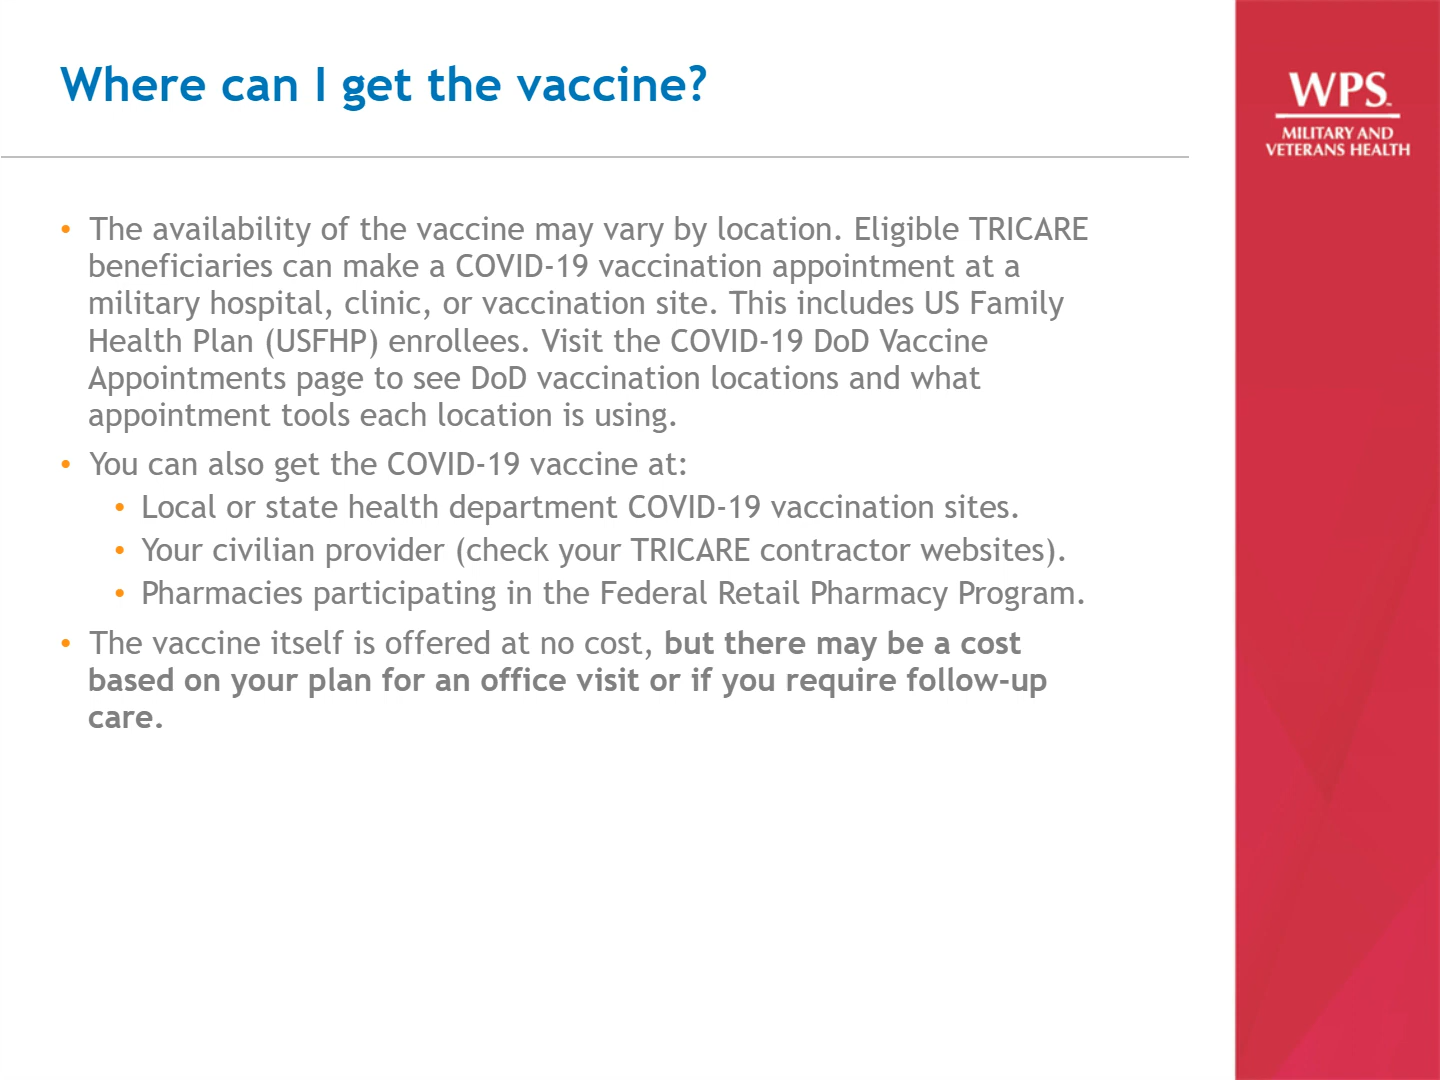 Where can I get the vaccine?
WPS™
MILITARY AND
VETERANS HEALTH
• The availability of the vaccine may vary by location. Eligible TRICARE
beneficiaries can make a COVID-19 vaccination appointment at a
military hospital, clinic, or vaccination site. This includes US Family
Health Plan (USFHP) enrollees. Visit the COVID-19 DoD Vaccine
Appointments page to see DoD vaccination locations and what
appointment tools each location is using.
• You can also get the COVID-19 vaccine at:
• Local or state health department COVID-19 vaccination sites.
• Your civilian provider (check your TRICARE contractor websites).
• Pharmacies participating in the Federal Retail Pharmacy Program.
• The vaccine itself is offered at no cost, but there may be a cost
based on your plan for an office visit or if you require follow-up
care.